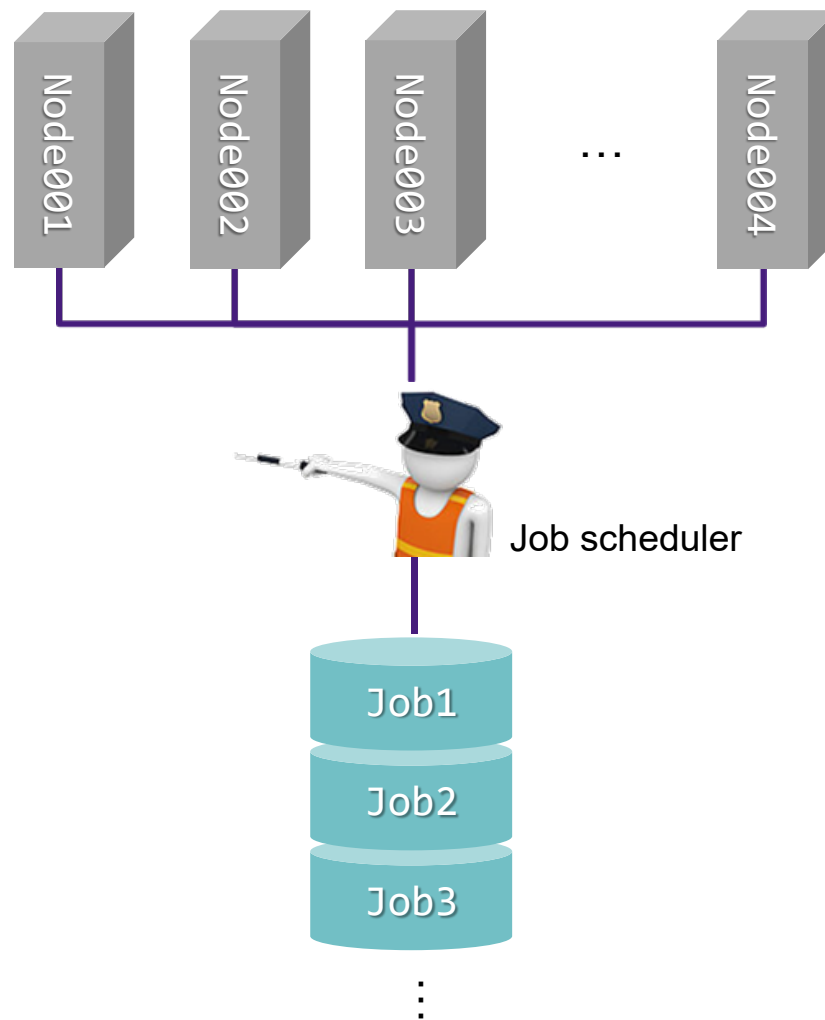 Node001
Node002
Node003
...
Node004
Job scheduler
Job1
Job2
Job3
⋮